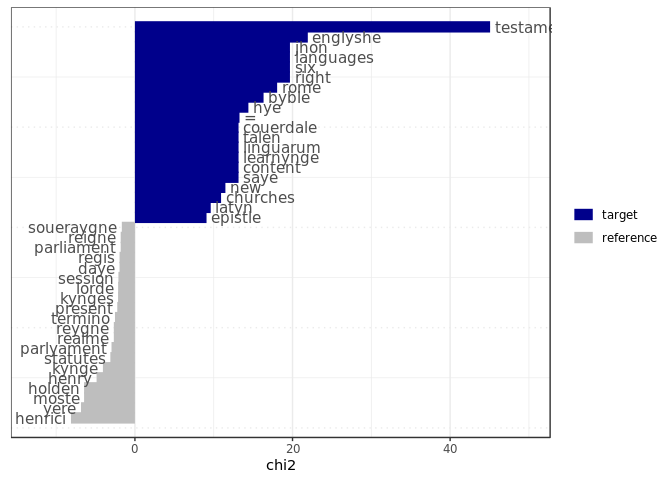 testame
englyshe
jhon
languages
six
right
rome
byble
hye
=
couerdale
talen
linguarum
learnynge
content
saye
new
churches
latyn
epistle
soueraygne
reigne
parliament
regis
daye
session
lorde
kynges
present
termino
reygne
realme
parlyament
statutes
kynge
henry
holden
moste
yere
henrici
0
20
40
chi2
target
reference